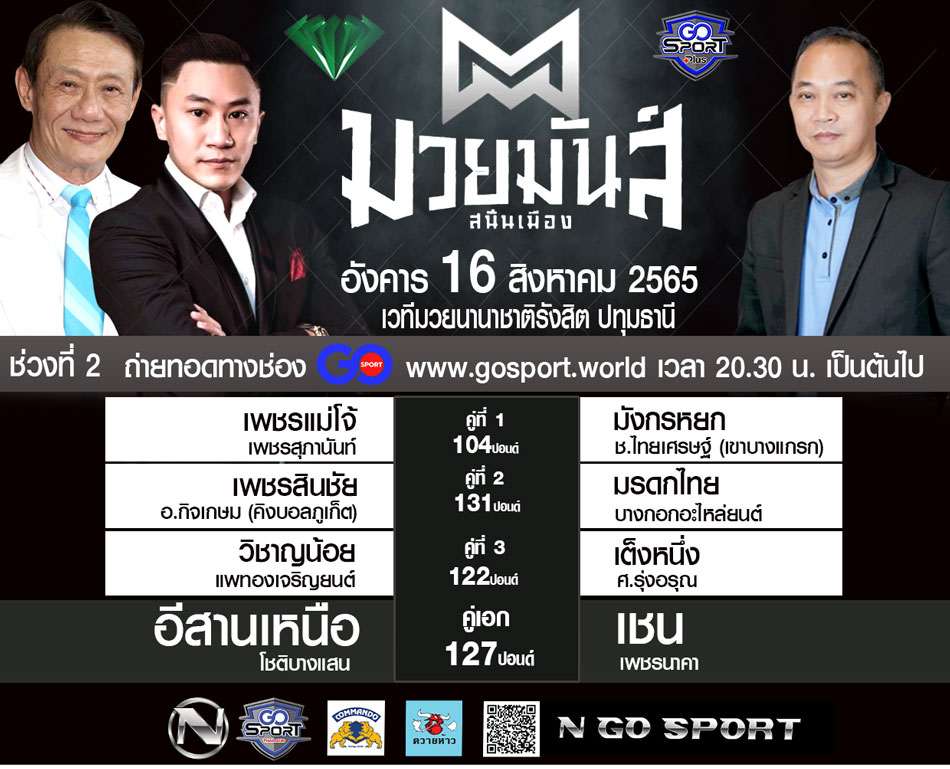 GO
SPORT
Plus
มวยมันส์
สนั่นเมือง
อังคาร 16 สิงหาคม 2565
เวทีมวยนานาชาติรังสิต ปทุมธานี
ช่วงที่ 2 ถ่ายทอดทางช่อง GO SPORT www.gosport.world เวลา 20.30 น. เป็นต้นไป
เพชรแม่โจ้ คู่ที่ 1 มังกรหยก
เพชรสุภานันท์ 104ปอนด์ ช.ไทยเศรษฐ์ (เขาบางแกรก)
เพชรสินชัย คู่ที่ 2 มรดกไทย
อ.กิจเกษม (คิงบอลภูเก็ต) 131ปอนด์ บางกอกอะไหล่ยนต์
วิชาญน้อย คู่ที่ 3 เต็งหนึ่ง
แพทองเจริญยนต์ 122ปอนด์ ศ.รุ่งอรุณ
อีสานเหนือ คู่เอก เชน
โชติบางแสน 127ปอนด์ เพชรนาคา
N
GO
SPORT
COMMANDO
ควายหาว
N GO SPORT